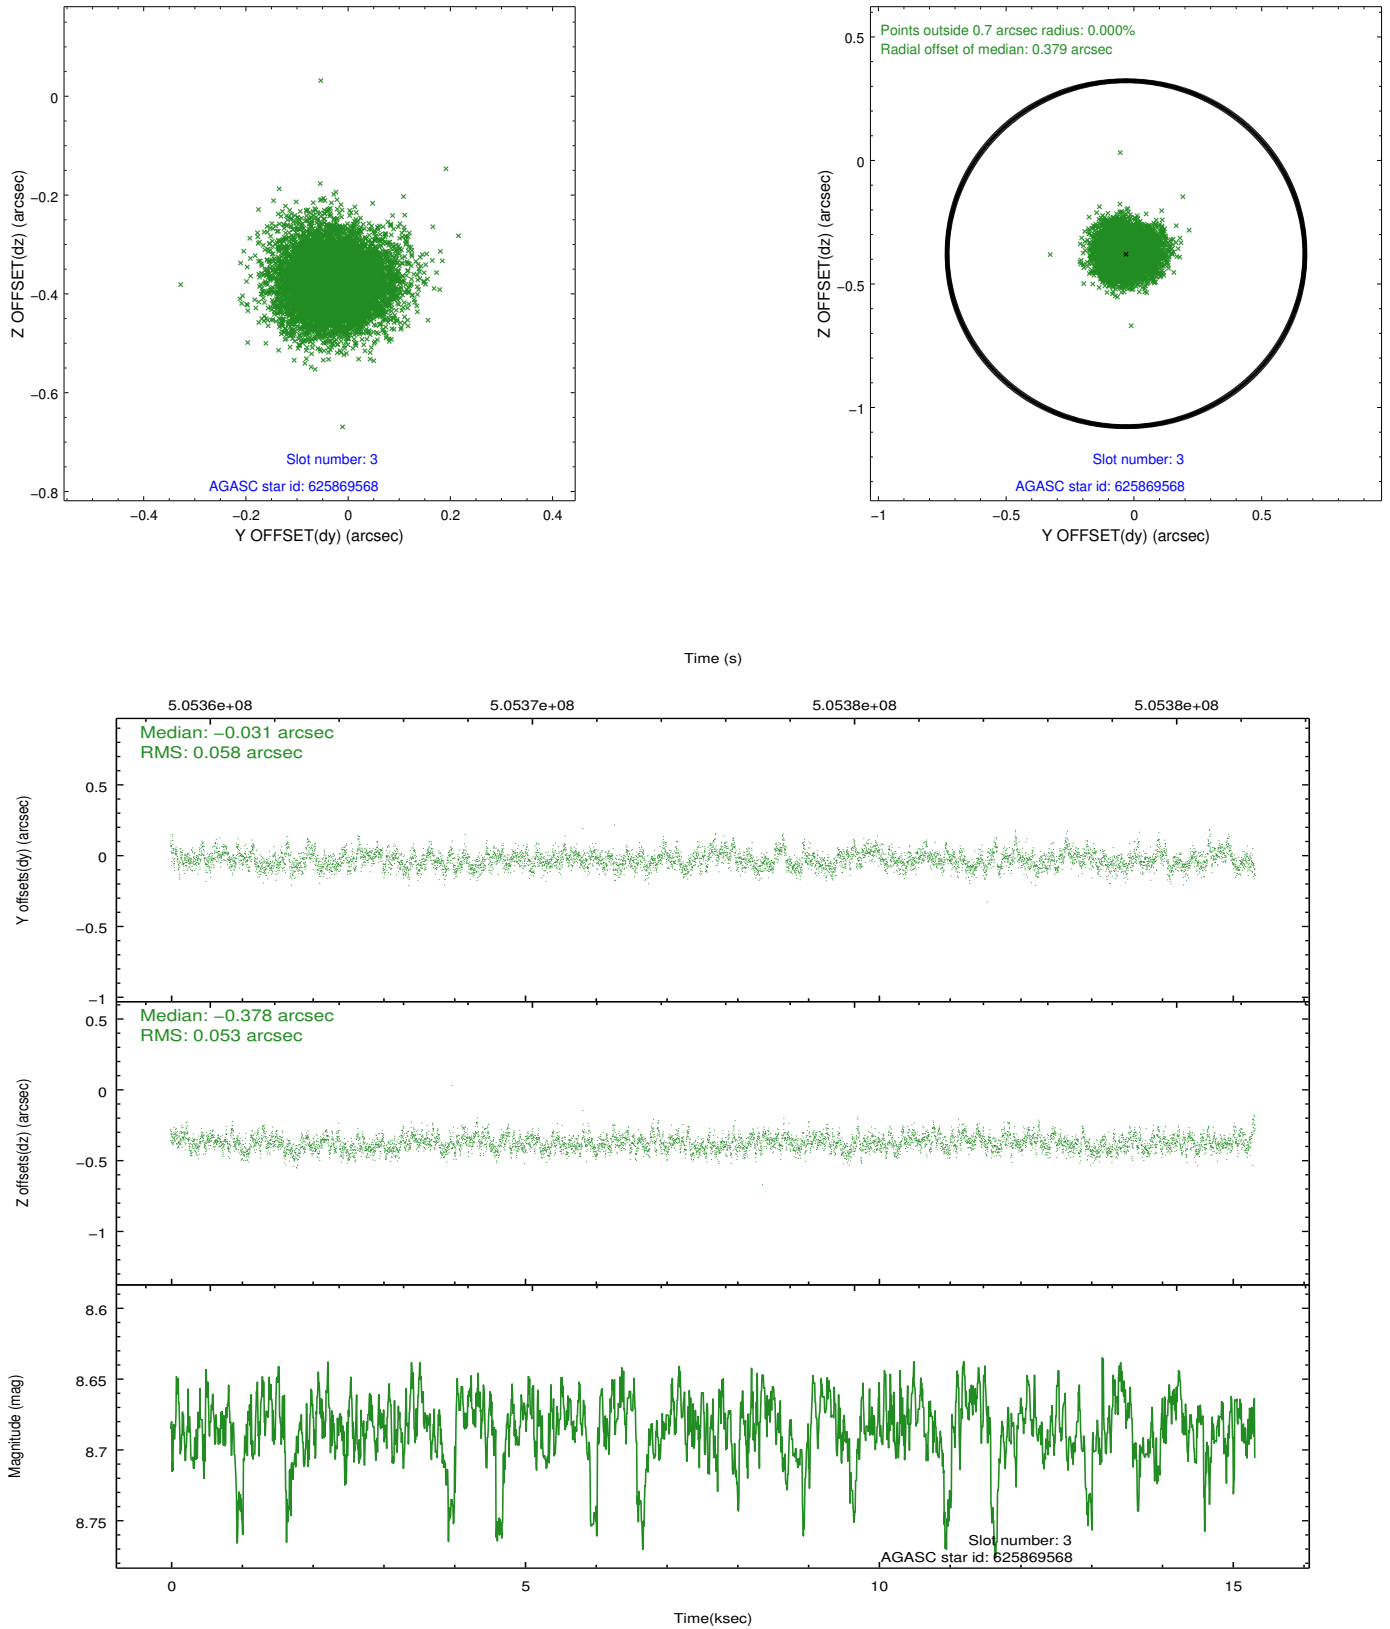 0
−0.2
−0.4
−0.6
−0.8
−0.4
−0.2
0
0.2
0.4
Z OFFSET(dz) (arcsec)
Y OFFSET(dy) (arcsec)
Slot number: 3
AGASC star id: 625869568
Points outside 0.7 arcsec radius: 0.000%
Radial offset of median: 0.379 arcsec
0.5
0
−0.5
−1
−1
−0.5
0
0.5
Z OFFSET(dz) (arcsec)
Y OFFSET(dy) (arcsec)
Slot number: 3
AGASC star id: 625869568
Time (s)
5.0536e+08
5.0537e+08
5.0538e+08
5.0538e+08
Median: −0.031 arcsec
RMS: 0.058 arcsec
0.5
0
−0.5
−1
Y offsets(dy) (arcsec)
Median: −0.378 arcsec
RMS: 0.053 arcsec
0.5
0
−0.5
−1
Z offsets(dz) (arcsec)
8.6
8.65
8.7
8.75
Magnitude (mag)
Slot number: 3
AGASC star id: 625869568
0
5
10
15
Time(ksec)